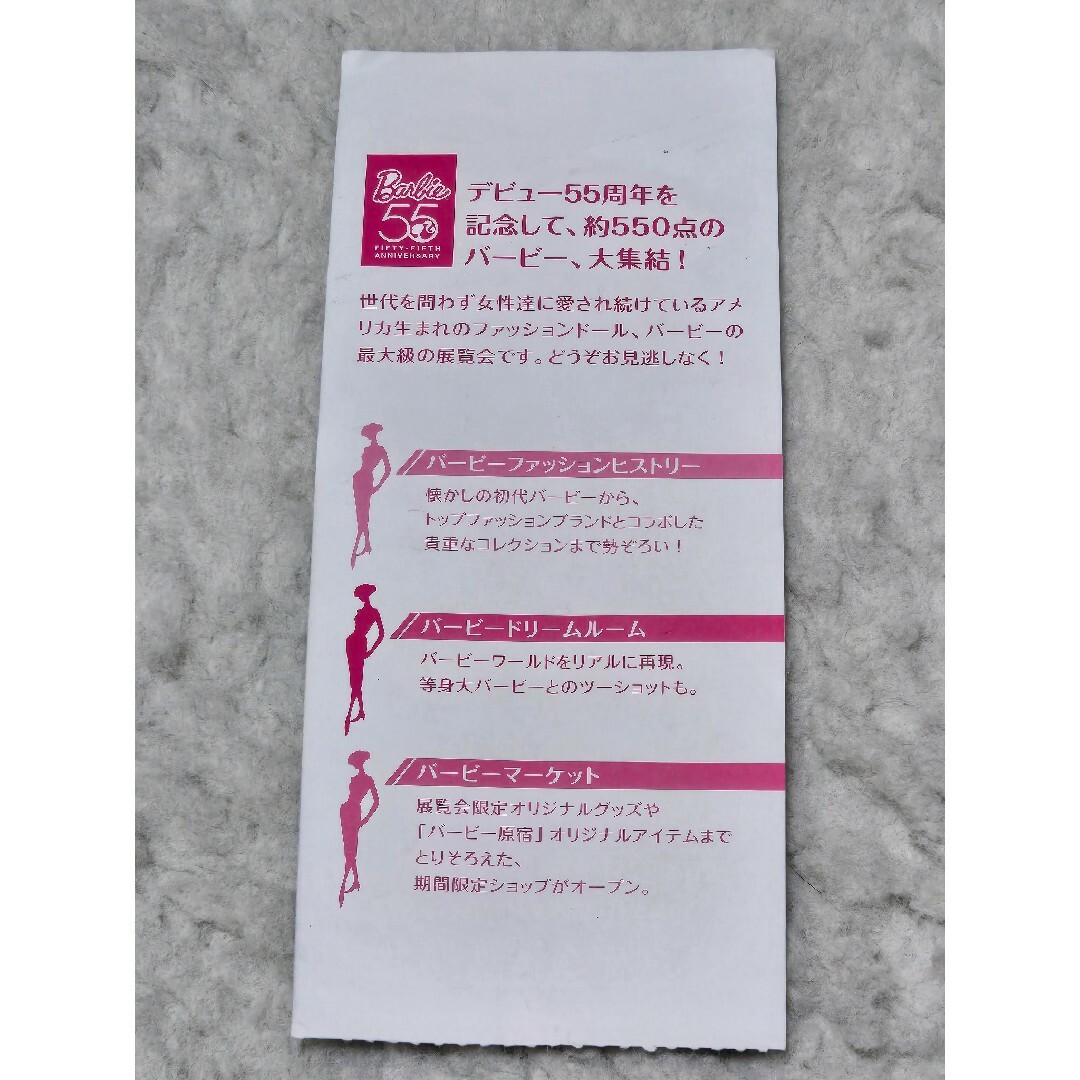 Barbie
55
FIFTY-FIFTH
ANNIVERSARY
デビュー55周年を
記念して、約550点の
バービー、大集結！
世代を問わず女性達に愛され続けているアメ
リカ生まれのファッションドール、バービーの
最大級の展覧会です。どうぞお見逃しなく！
バービーファッションヒストリー
懐かしの初代バービーから、
トップファッションブランドとコラボした
貴重なコレクションまで勢ぞろい！
バービードリームルーム
バービーワールドをリアルに再現。
等身大バービーとのツーショットも。
バービーマーケット
展覧会限定オリジナルグッズや
「バービー原宿」オリジナルアイテムまで
とりそろえた、
期間限定ショップがオープン。